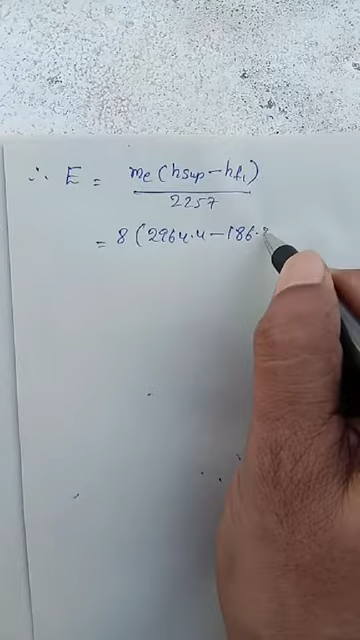 ∴ E = me (hsup - hf1)
2257
= 8 (2964.4 - 186.